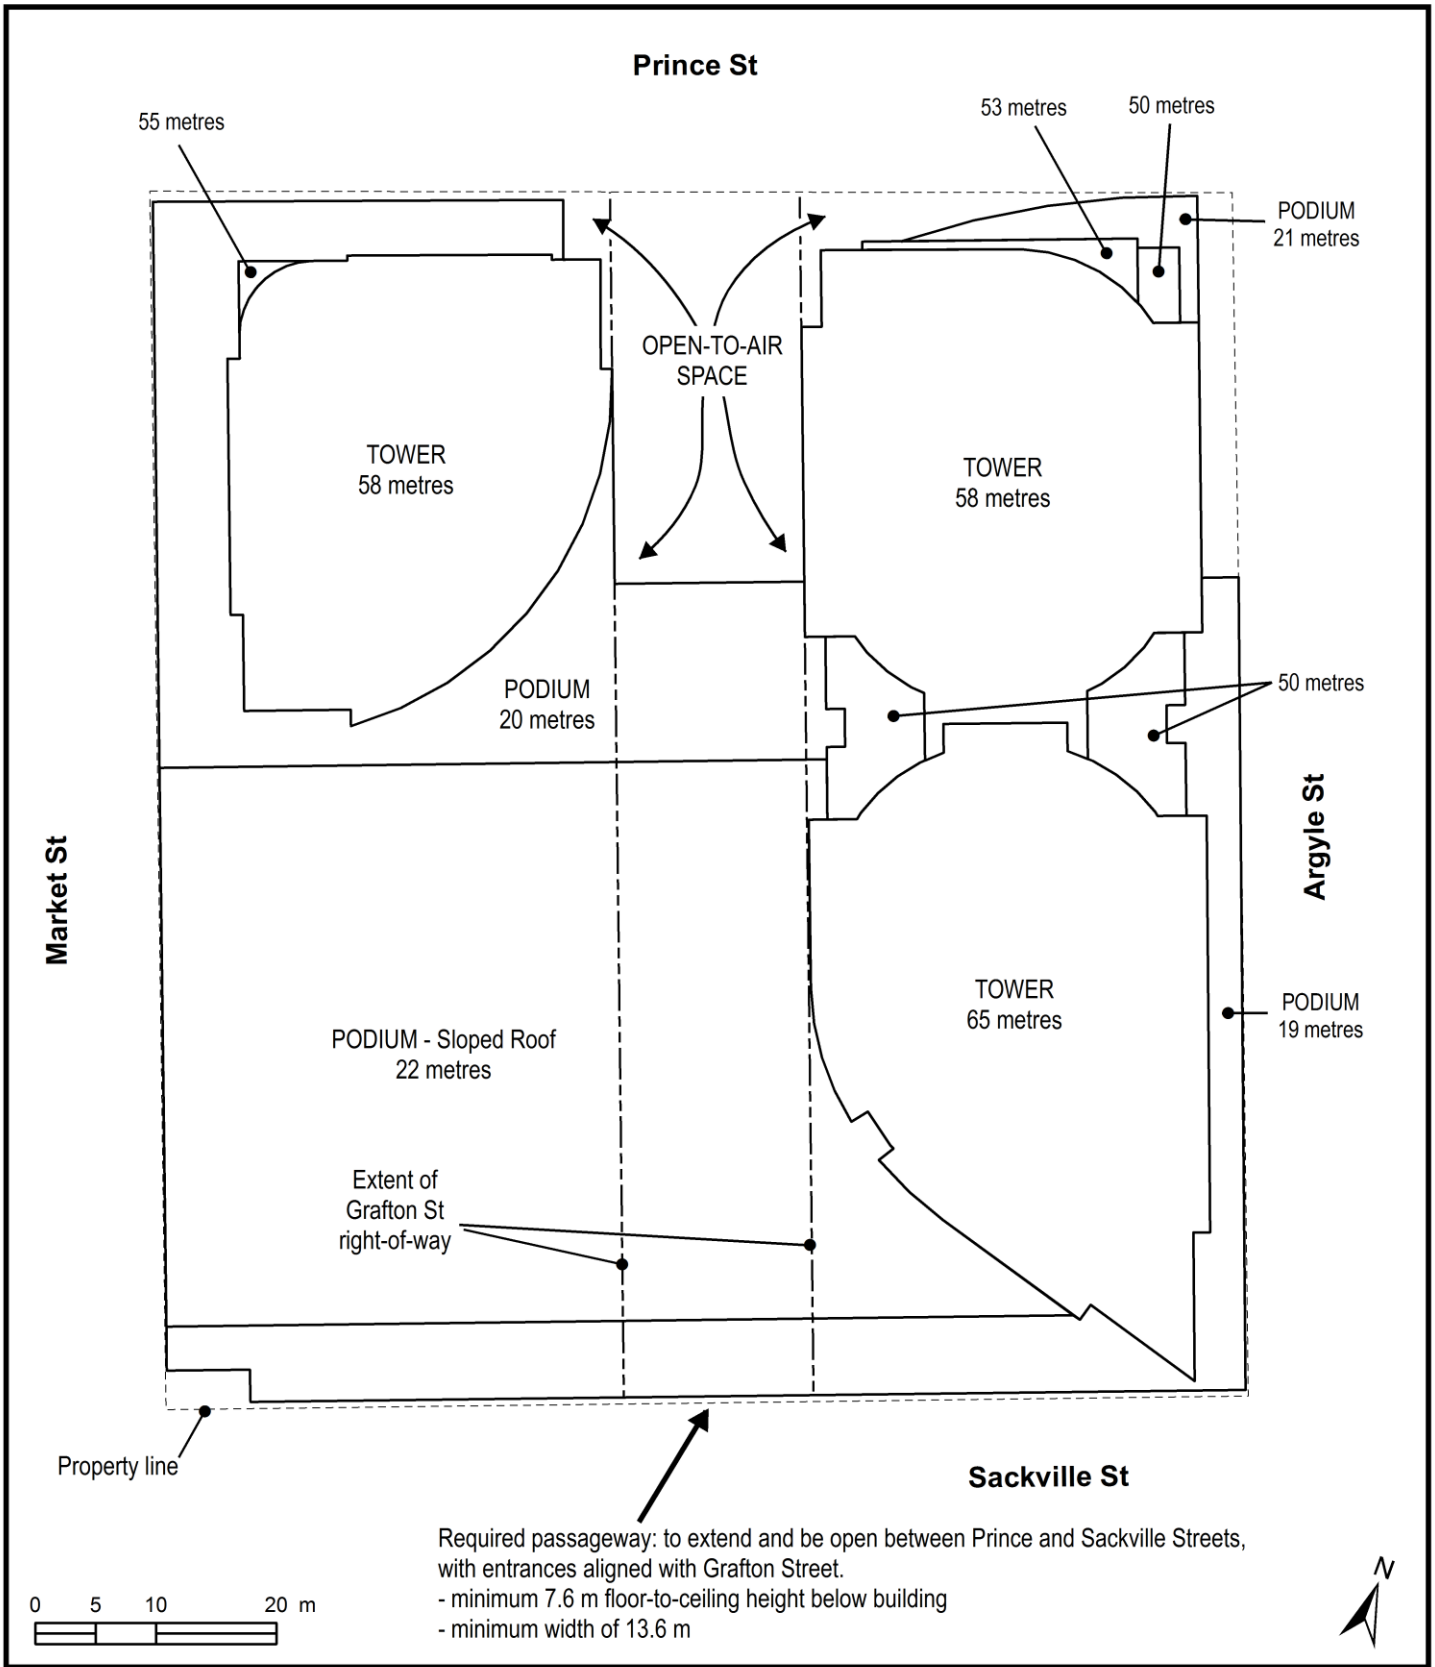 Prince St
55 metres
53 metres
50 metres
PODIUM
21 metres
OPEN-TO-AIR
SPACE
TOWER
58 metres
TOWER
58 metres
PODIUM
20 metres
50 metres
Market St
Argyle St
TOWER
65 metres
PODIUM
19 metres
PODIUM - Sloped Roof
22 metres
Extent of
Grafton St
right-of-way
Property line
Sackville St
Required passageway: to extend and be open between Prince and Sackville Streets,
with entrances aligned with Grafton Street.
- minimum 7.6 m floor-to-ceiling height below building
- minimum width of 13.6 m
0 5 10 20 m
N